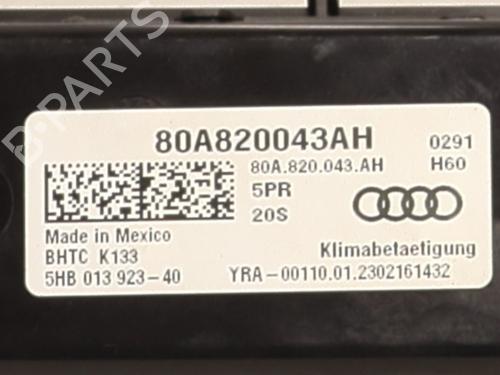 B-PARTS
80A820043AH 0291
80A.820.043.AH H60
5PR
20S
Made in Mexico
BHTC K133 Klimabetaetigung
5HB 013 923-40 YRA-00110.01.2302161432